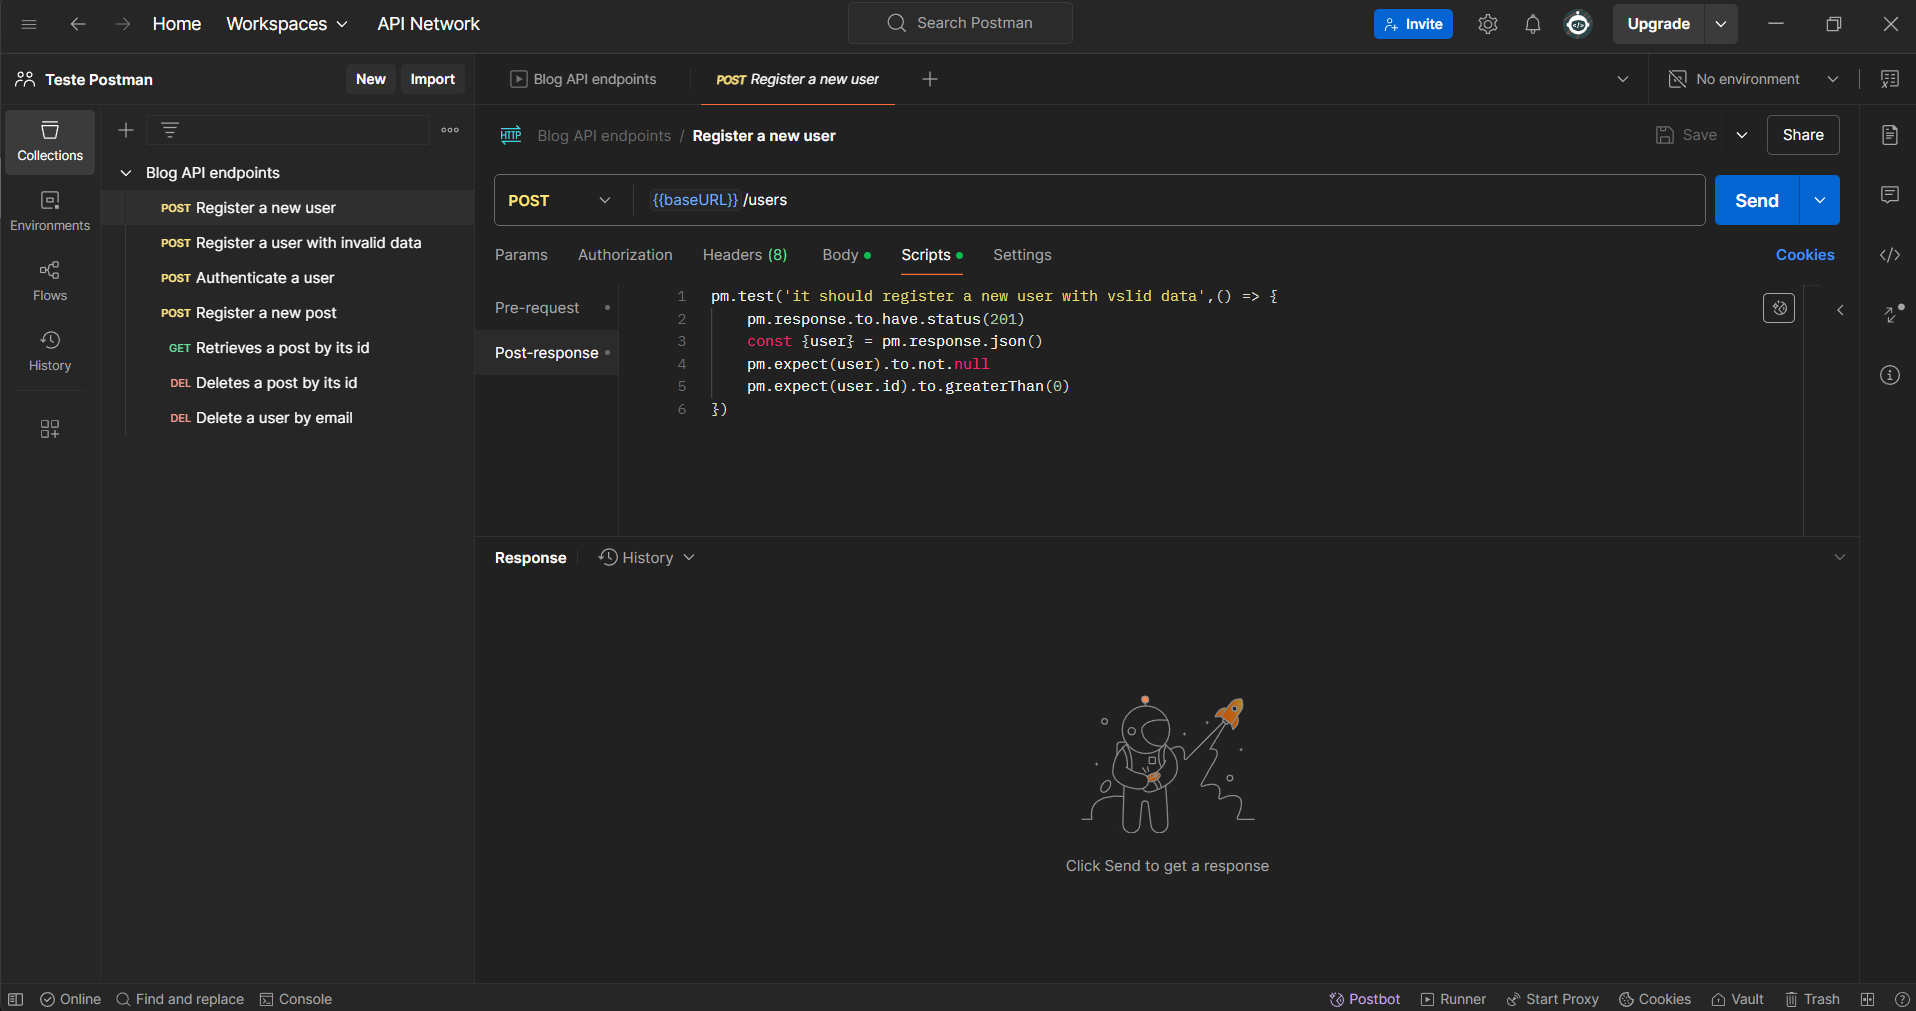 Home Workspaces API Network Search Postman Invite Upgrade
Teste Postman New Import Blog API endpoints POST Register a new user No environment
Collections
Environments
Flows
History
Blog API endpoints
POST Register a new user
POST Register a user with invalid data
POST Authenticate a user
POST Register a new post
GET Retrieves a post by its id
DEL Deletes a post by its id
DEL Delete a user by email
HTTP Blog API endpoints / Register a new user Save Share
POST {{baseURL}} /users Send
Params Authorization Headers (8) Body Scripts Settings Cookies
Pre-request
Post-response
1 pm.test('it should register a new user with vslid data',() => {
2 pm.response.to.have.status(201)
3 const {user} = pm.response.json()
4 pm.expect(user).to.not.null
5 pm.expect(user.id).to.greaterThan(0)
6 })
Response History
Click Send to get a response
Online Find and replace Console Postbot Runner Start Proxy Cookies Vault Trash